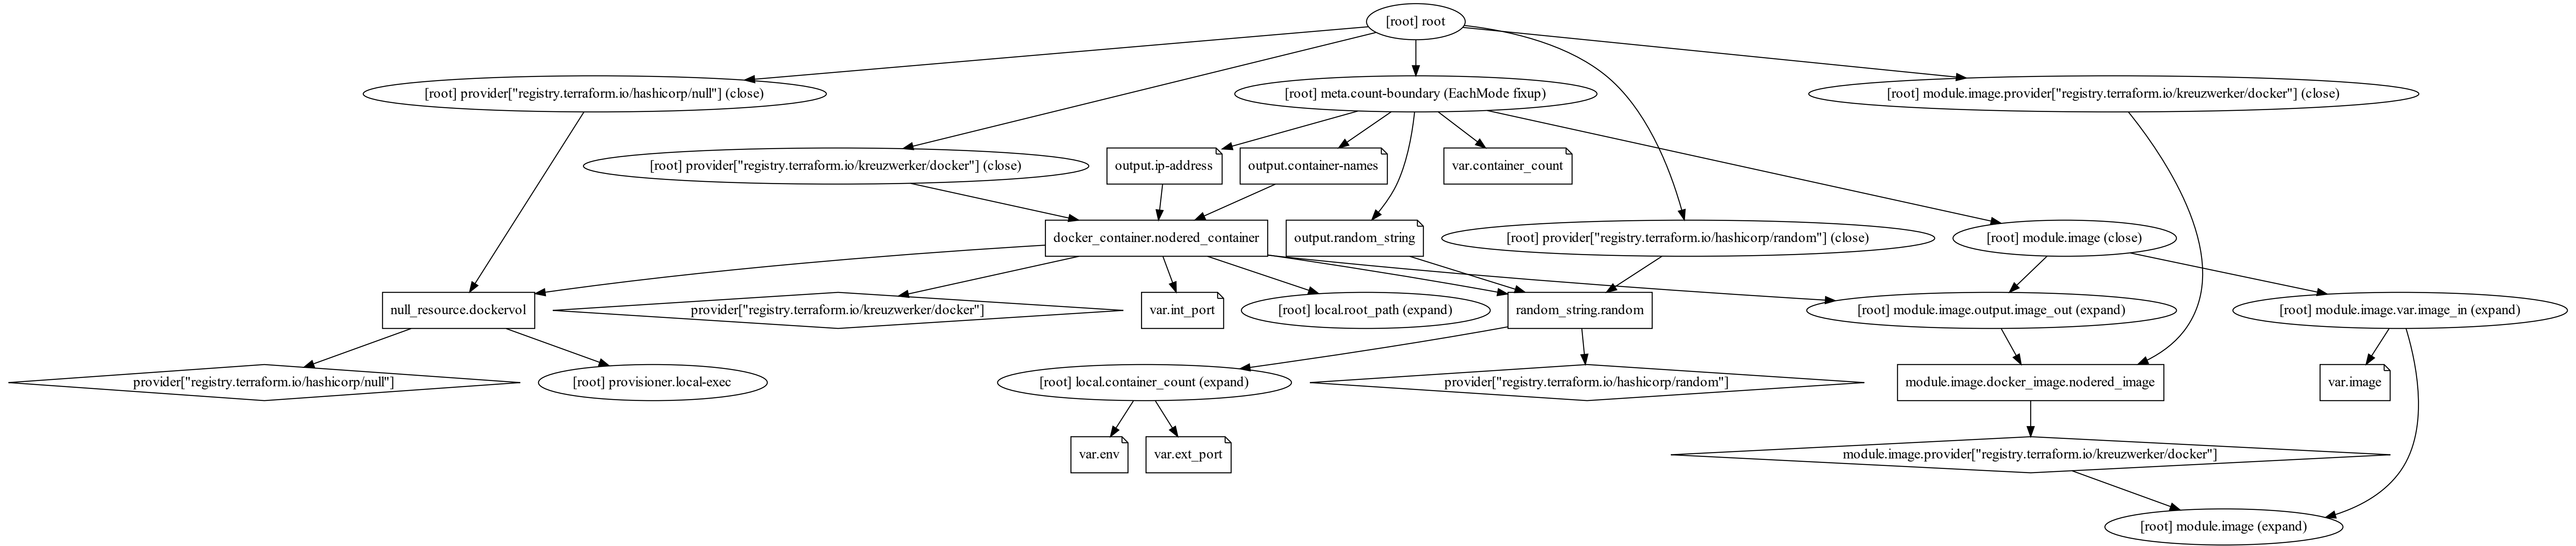 [root] root
[root] provider["registry.terraform.io/hashicorp/null"] (close)
[root] meta.count-boundary (EachMode fixup)
[root] module.image.provider["registry.terraform.io/kreuzwerker/docker"] (close)
[root] provider["registry.terraform.io/kreuzwerker/docker"] (close)
output.ip-address
output.container-names
var.container_count
docker_container.nodered_container
output.random_string
[root] provider["registry.terraform.io/hashicorp/random"] (close)
[root] module.image (close)
null_resource.dockervol
provider["registry.terraform.io/kreuzwerker/docker"]
var.int_port
[root] local.root_path (expand)
random_string.random
[root] module.image.output.image_out (expand)
[root] module.image.var.image_in (expand)
provider["registry.terraform.io/hashicorp/null"]
[root] provisioner.local-exec
[root] local.container_count (expand)
provider["registry.terraform.io/hashicorp/random"]
module.image.docker_image.nodered_image
var.image
var.env
var.ext_port
module.image.provider["registry.terraform.io/kreuzwerker/docker"]
[root] module.image (expand)